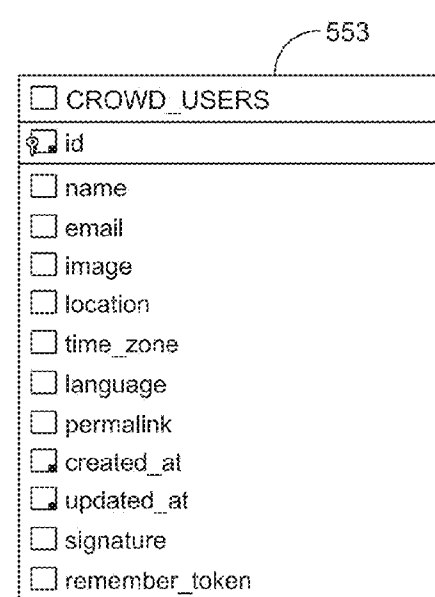 553
CROWD_USERS
id
name
email
image
location
time_zone
language
permalink
created_at
updated_at
signature
remember_token